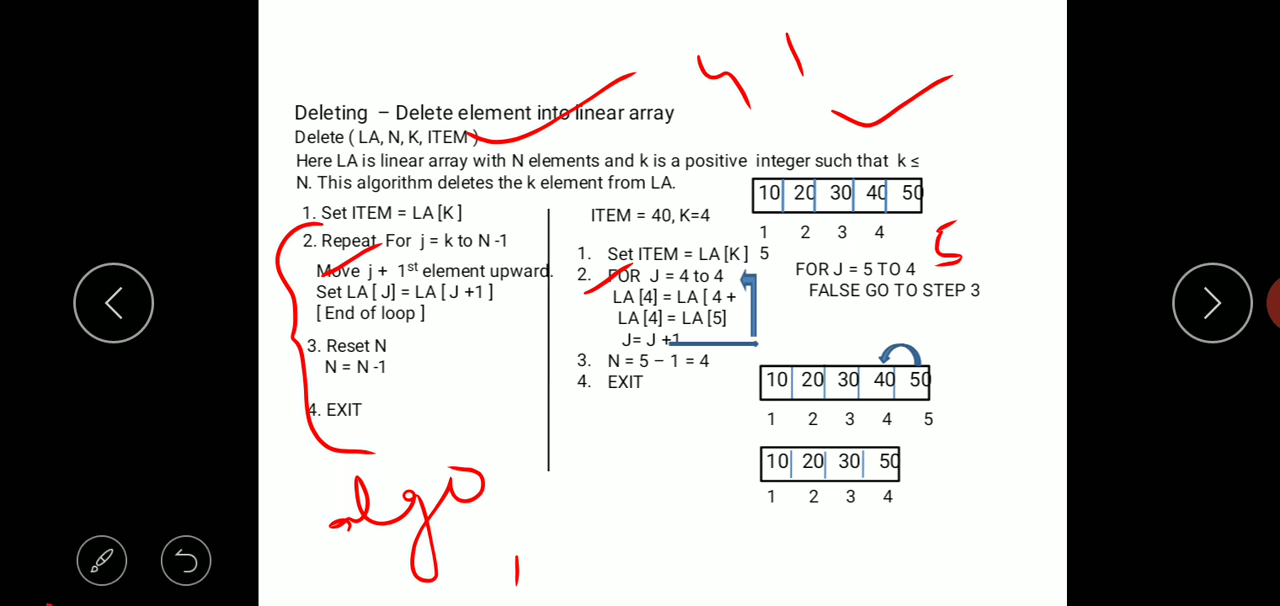 Deleting – Delete element into linear array
Delete ( LA, N, K, ITEM )
Here LA is linear array with N elements and k is a positive integer such that k ≤
N. This algorithm deletes the k element from LA.
1. Set ITEM = LA [K ]
2. Repeat For j = k to N -1
Move j + 1st element upward.
Set LA [ J] = LA [ J +1 ]
[ End of loop ]
3. Reset N
N = N -1
4. EXIT
algo
ITEM = 40, K=4
1. Set ITEM = LA [K ]
2. FOR J = 4 to 4
LA [4] = LA [ 4 +
LA [4] = LA [5]
J= J +1
3. N = 5 – 1 = 4
4. EXIT
10 20 30 40 50
1 2 3 4
5
FOR J = 5 TO 4
FALSE GO TO STEP 3
5
10 20 30 40 50
1 2 3 4 5
10 20 30 50
1 2 3 4